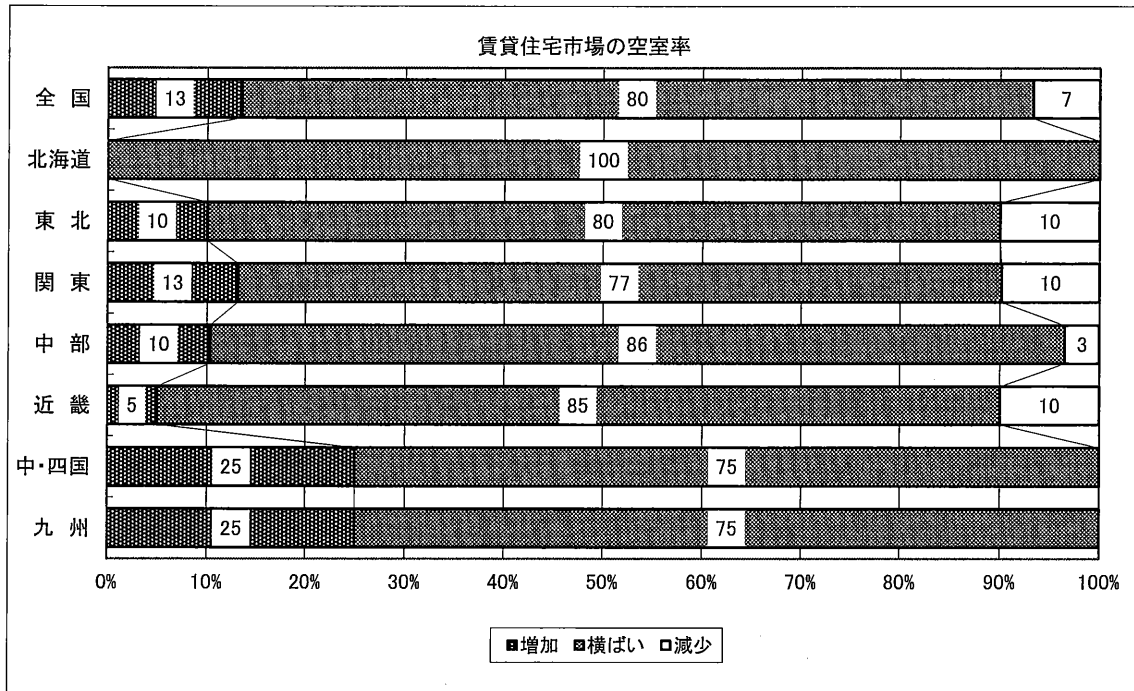 賃貸住宅市場の空室率
全国 13 80 7
北海道 100
東北 10 80 10
関東 13 77 10
中部 10 86 3
近畿 5 85 10
中・四国 25 75
九州 25 75
0% 10% 20% 30% 40% 50% 60% 70% 80% 90% 100%
増加 横ばい 減少